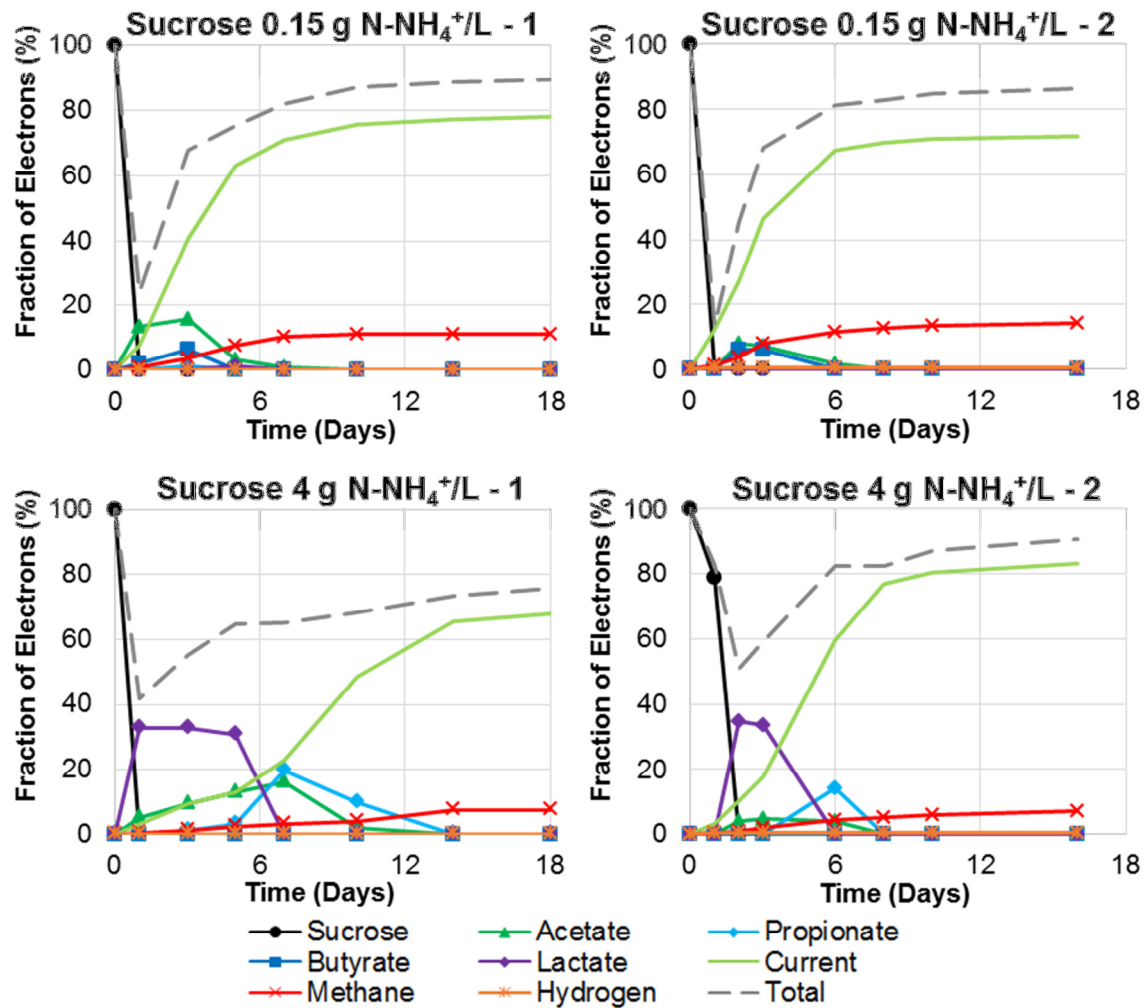 Sucrose 0.15 g N-NH₄⁺/L - 1
Fraction of Electrons (%)
100
80
60
40
20
0
0 6 12 18
Time (Days)
Sucrose 0.15 g N-NH₄⁺/L - 2
Fraction of Electrons (%)
100
80
60
40
20
0
0 6 12 18
Time (Days)
Sucrose 4 g N-NH₄⁺/L - 1
Fraction of Electrons (%)
100
80
60
40
20
0
0 6 12 18
Time (Days)
Sucrose 4 g N-NH₄⁺/L - 2
Fraction of Electrons (%)
100
80
60
40
20
0
0 6 12 18
Time (Days)
Sucrose Acetate Propionate
Butyrate Lactate Current
Methane Hydrogen Total